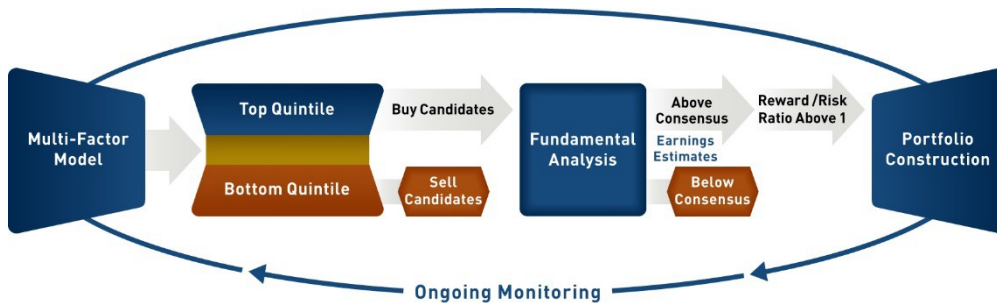 Multi-Factor
Model
Top Quintile
Bottom Quintile
Buy Candidates
Sell
Candidates
Fundamental
Analysis
Above
Consensus
Earnings
Estimates
Below
Consensus
Reward /Risk
Ratio Above 1
Portfolio
Construction
Ongoing Monitoring